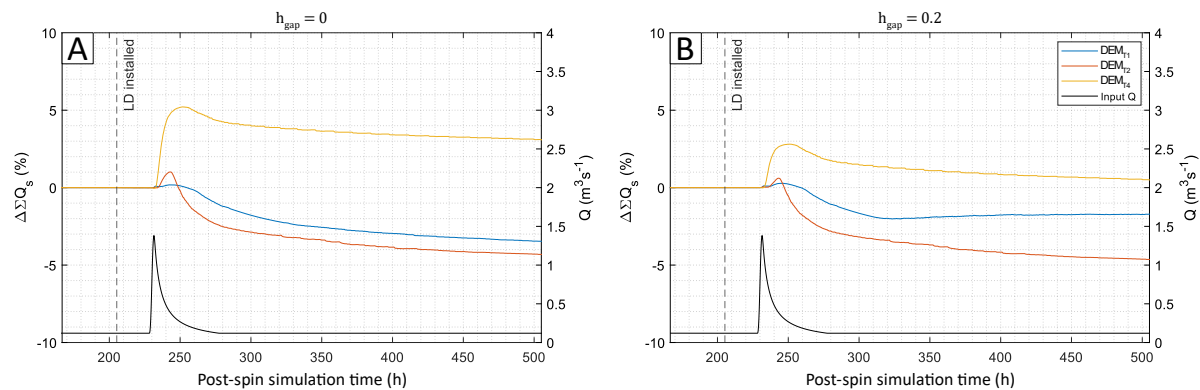 h_gap = 0
A
LD installed
10
5
0
-5
-10
ΔΣQ_s (%)
4
3.5
3
2.5
2
1.5
1
0.5
0
Q (m³s⁻¹)
200 250 300 350 400 450 500
Post-spin simulation time (h)
h_gap = 0.2
B
LD installed
DEM_T1
DEM_T2
DEM_T4
Input Q
10
5
0
-5
-10
ΔΣQ_s (%)
4
3.5
3
2.5
2
1.5
1
0.5
0
Q (m³s⁻¹)
200 250 300 350 400 450 500
Post-spin simulation time (h)